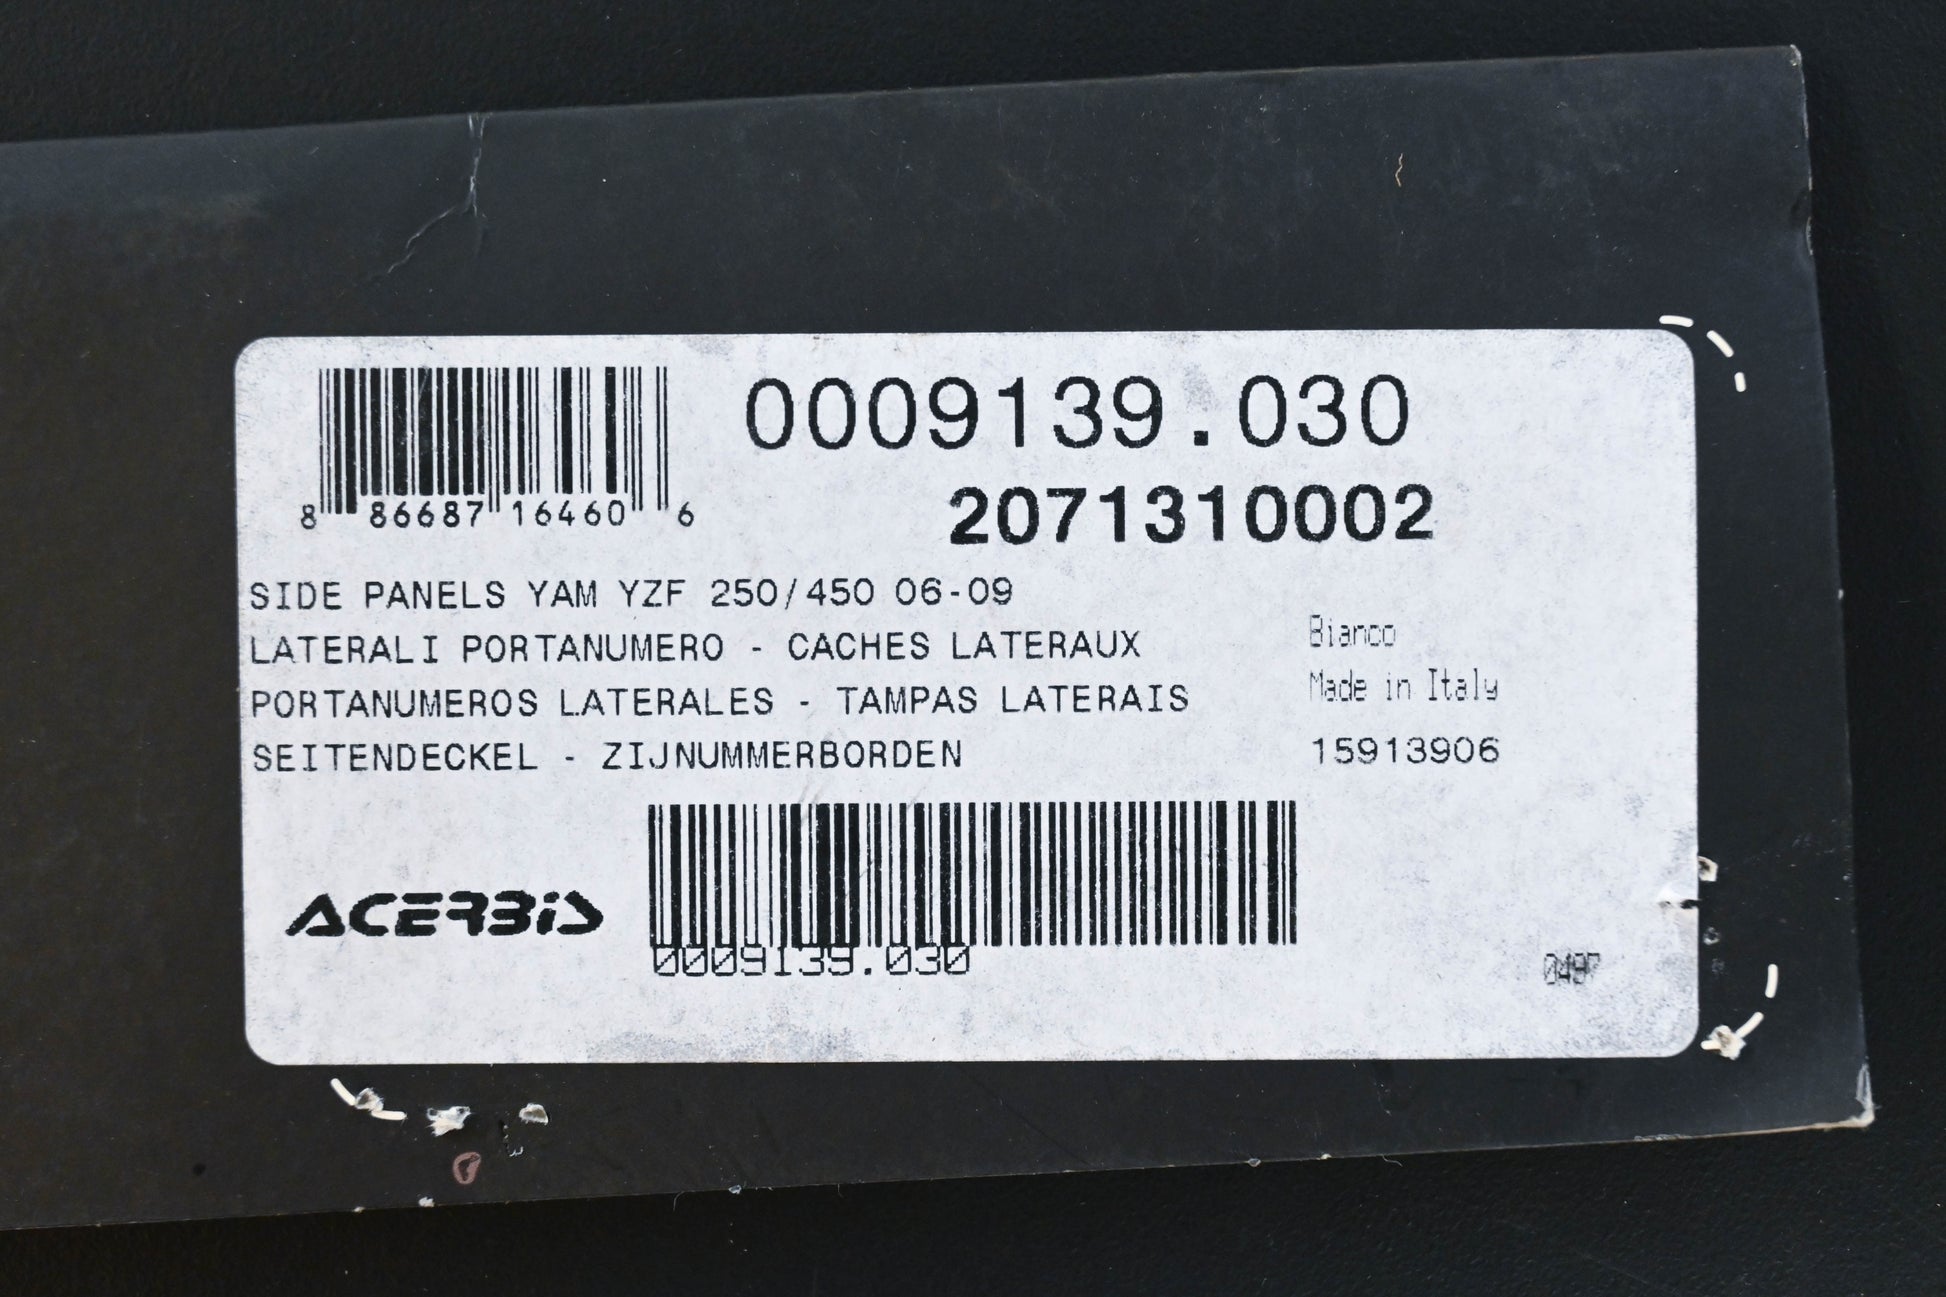 0009139.030
8 86687 16460 6
2071310002
SIDE PANELS YAM YZF 250/450 06-09
LATERALI PORTANUMERO - CACHES LATERAUX
Bianco
PORTANUMEROS LATERALES - TAMPAS LATERAIS
Made in Italy
SEITENDECKEL - ZIJNUMMERBORDEN
15913906
ACERBIS
0009139.030